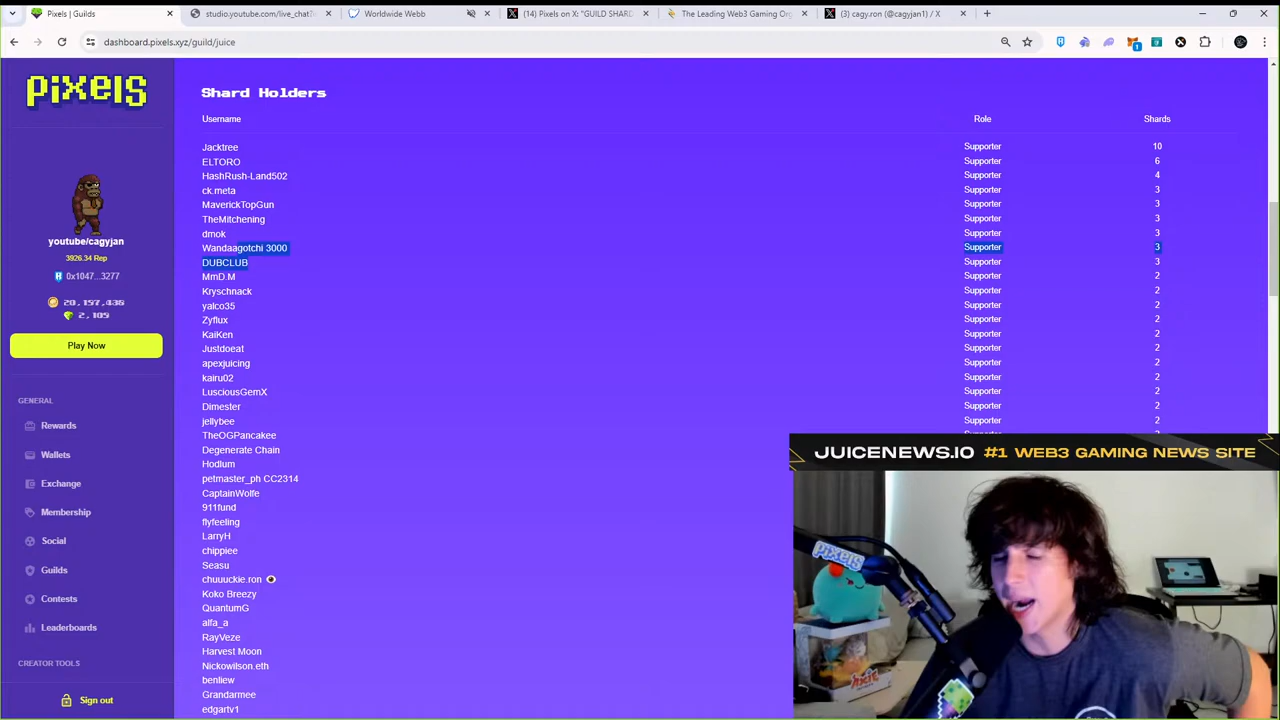 Pixels | Guilds
studio.youtube.com/live_chat?
Worldwide Webb
(14) Pixels on X: "GUILD SHARD
The Leading Web3 Gaming Org
(3) cagy.ron (@cagyjan1) / X
dashboard.pixels.xyz/guild/juice
pixels
youtube/cagyjan
3926.34 Rep
0x1047...3277
20,197,430
2,109
Play Now
GENERAL
Rewards
Wallets
Exchange
Membership
Social
Guilds
Contests
Leaderboards
CREATOR TOOLS
Sign out
Shard Holders
Username Role Shards
Jacktree Supporter 10
ELTORO Supporter 6
HashRush-Land502 Supporter 4
ck.meta Supporter 3
MaverickTopGun Supporter 3
TheMitchening Supporter 3
dmok Supporter 3
Wandaagotchi 3000 Supporter 3
DUBCLUB Supporter 3
MmD.M Supporter 2
Kryschnack Supporter 2
yalco35 Supporter 2
Zyflux Supporter 2
KaiKen Supporter 2
Justdoeat Supporter 2
apexjuicing Supporter 2
kairu02 Supporter 2
LusciousGemX Supporter 2
Dimester Supporter 2
jellybee Supporter 2
TheOGPancakee
Degenerate Chain
Hodlum
petmaster_ph CC2314
CaptainWolfe
911fund
flyfeeling
LarryH
chippiee
Seasu
chuuuckie.ron
Koko Breezy
QuantumG
alfa_a
RayVeze
Harvest Moon
Nickowilson.eth
benliew
Grandarmee
edgartv1
JUICENEWS.IO #1 WEB3 GAMING NEWS SITE
pixels
AXIE